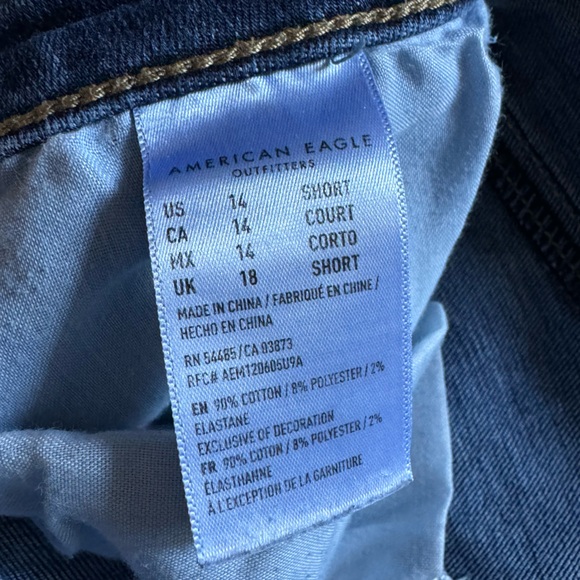 AMERICAN EAGLE
OUTFITTERS
US 14 SHORT
CA 14 COURT
MX 14 CORTO
UK 18 SHORT
MADE IN CHINA / FABRIQUÉ EN CHINE /
HECHO EN CHINA
RN 54485 / CA 03873
RFC# AEM120605U9A
EN 90% COTTON / 8% POLYESTER / 2%
ELASTANE
EXCLUSIVE OF DECORATION
FR 90% COTTON / 8% POLYESTER / 2%
ÉLASTHANNE
À L'EXCEPTION DE LA GARNITURE